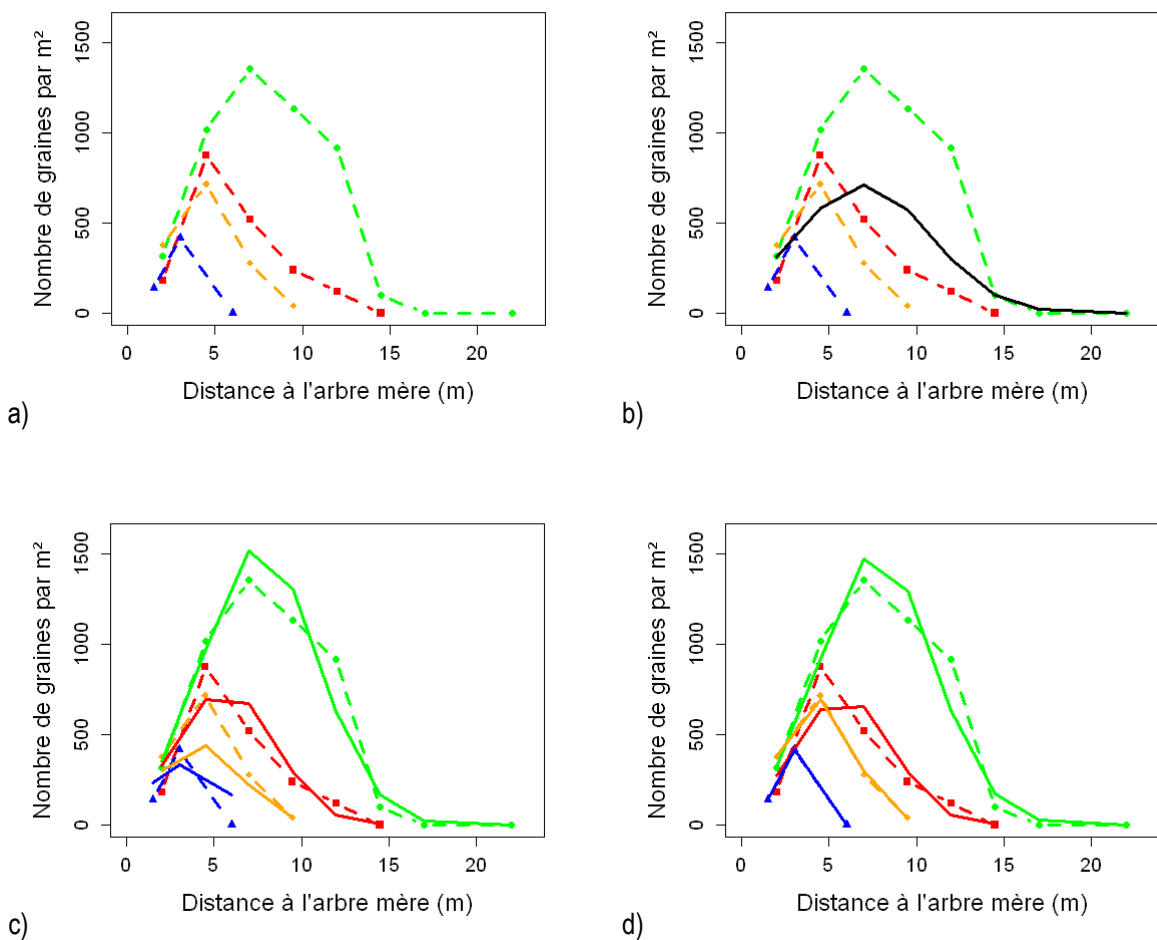 Nombre de graines par m²
1500
1000
500
0
0 5 10 15 20
Distance à l'arbre mère (m)
a)
Nombre de graines par m²
1500
1000
500
0
0 5 10 15 20
Distance à l'arbre mère (m)
b)
Nombre de graines par m²
1500
1000
500
0
0 5 10 15 20
Distance à l'arbre mère (m)
c)
Nombre de graines par m²
1500
1000
500
0
0 5 10 15 20
Distance à l'arbre mère (m)
d)